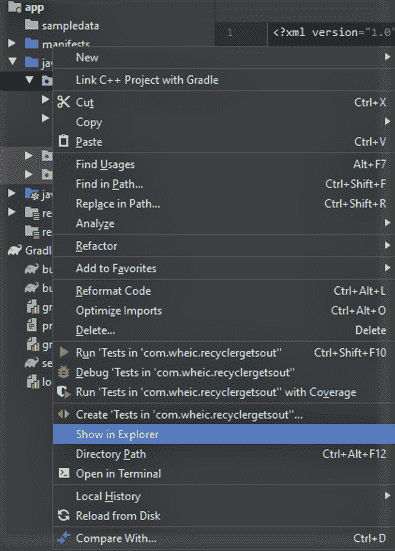 app
sampledata
manifests
1 <?xml version="1.0"
jav
New
Link C++ Project with Gradle
Cut Ctrl+X
Copy
Paste Ctrl+V
Find Usages Alt+F7
Find in Path... Ctrl+Shift+F
Replace in Path... Ctrl+Shift+R
Analyze
Refactor
Add to Favorites
jav
re
re
Gradle
Reformat Code Ctrl+Alt+L
bu
Optimize Imports Ctrl+Alt+O
bu
Delete... Delete
gr
pr
Run 'Tests in 'com.wheic.recyclergetsout'' Ctrl+Shift+F10
gr
Debug 'Tests in 'com.wheic.recyclergetsout''
se
Run 'Tests in 'com.wheic.recyclergetsout'' with Coverage
lo
Create 'Tests in 'com.wheic.recyclergetsout''...
Show in Explorer
Directory Path Ctrl+Alt+F12
Open in Terminal
Local History
Reload from Disk
Compare With... Ctrl+D